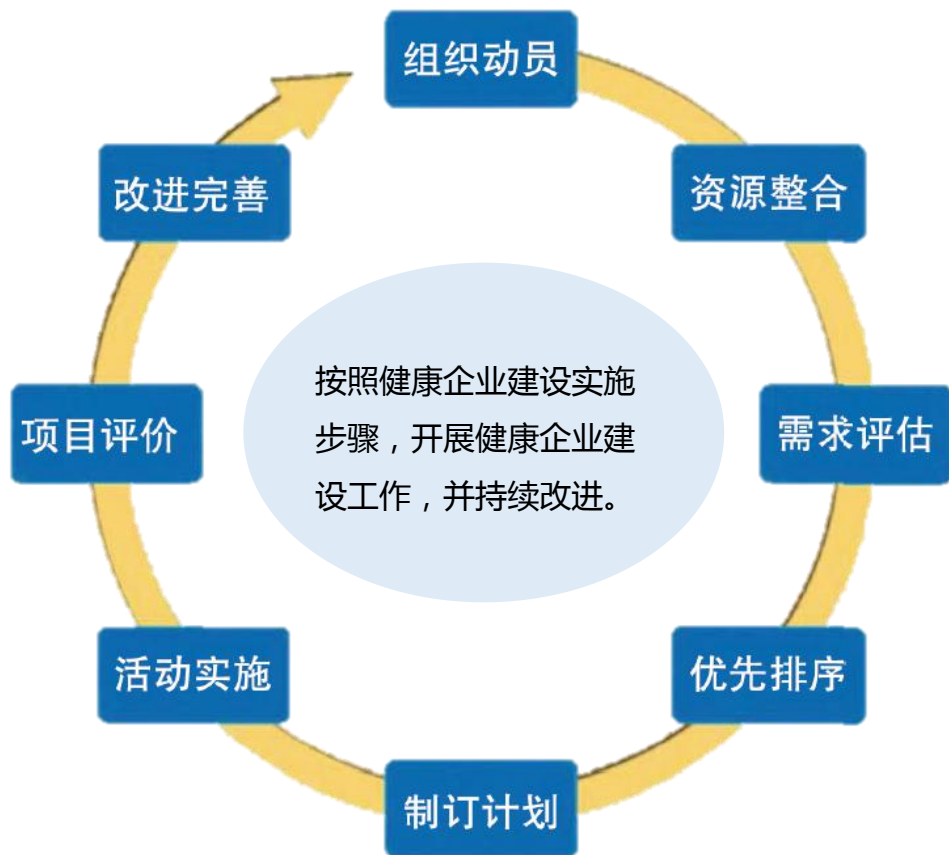 组织动员
资源整合
需求评估
优先排序
制订计划
活动实施
项目评价
改进完善
按照健康企业建设实施
步骤，开展健康企业建
设工作，并持续改进。